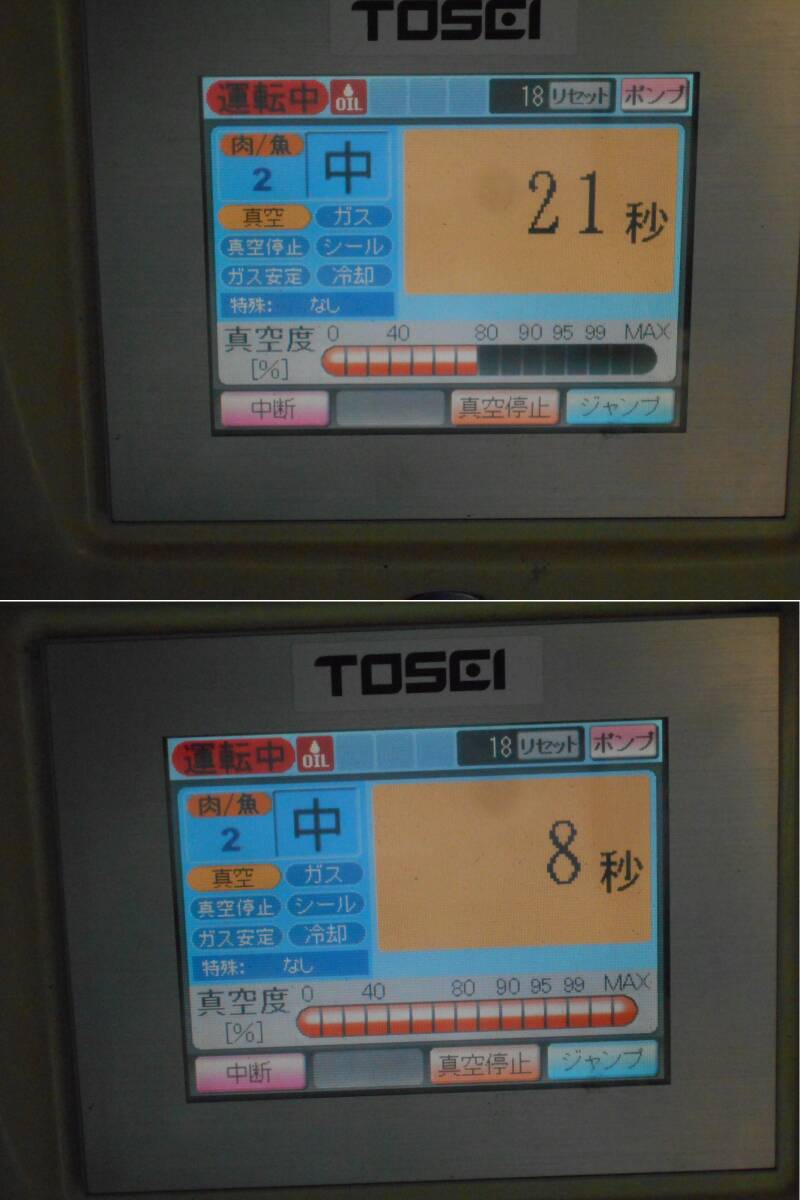 TOSEI
運転中 OIL 18 リセット ポンプ
肉/魚 中
2
21秒
真空 ガス
真空停止 シール
ガス安定 冷却
特殊: なし
真空度 0 40 80 90 95 99 MAX
[%]
中断 真空停止 ジャンプ
TOSEI
運転中 OIL 18 リセット ポンプ
肉/魚 中
2
8秒
真空 ガス
真空停止 シール
ガス安定 冷却
特殊: なし
真空度 0 40 80 90 95 99 MAX
[%]
中断 真空停止 ジャンプ